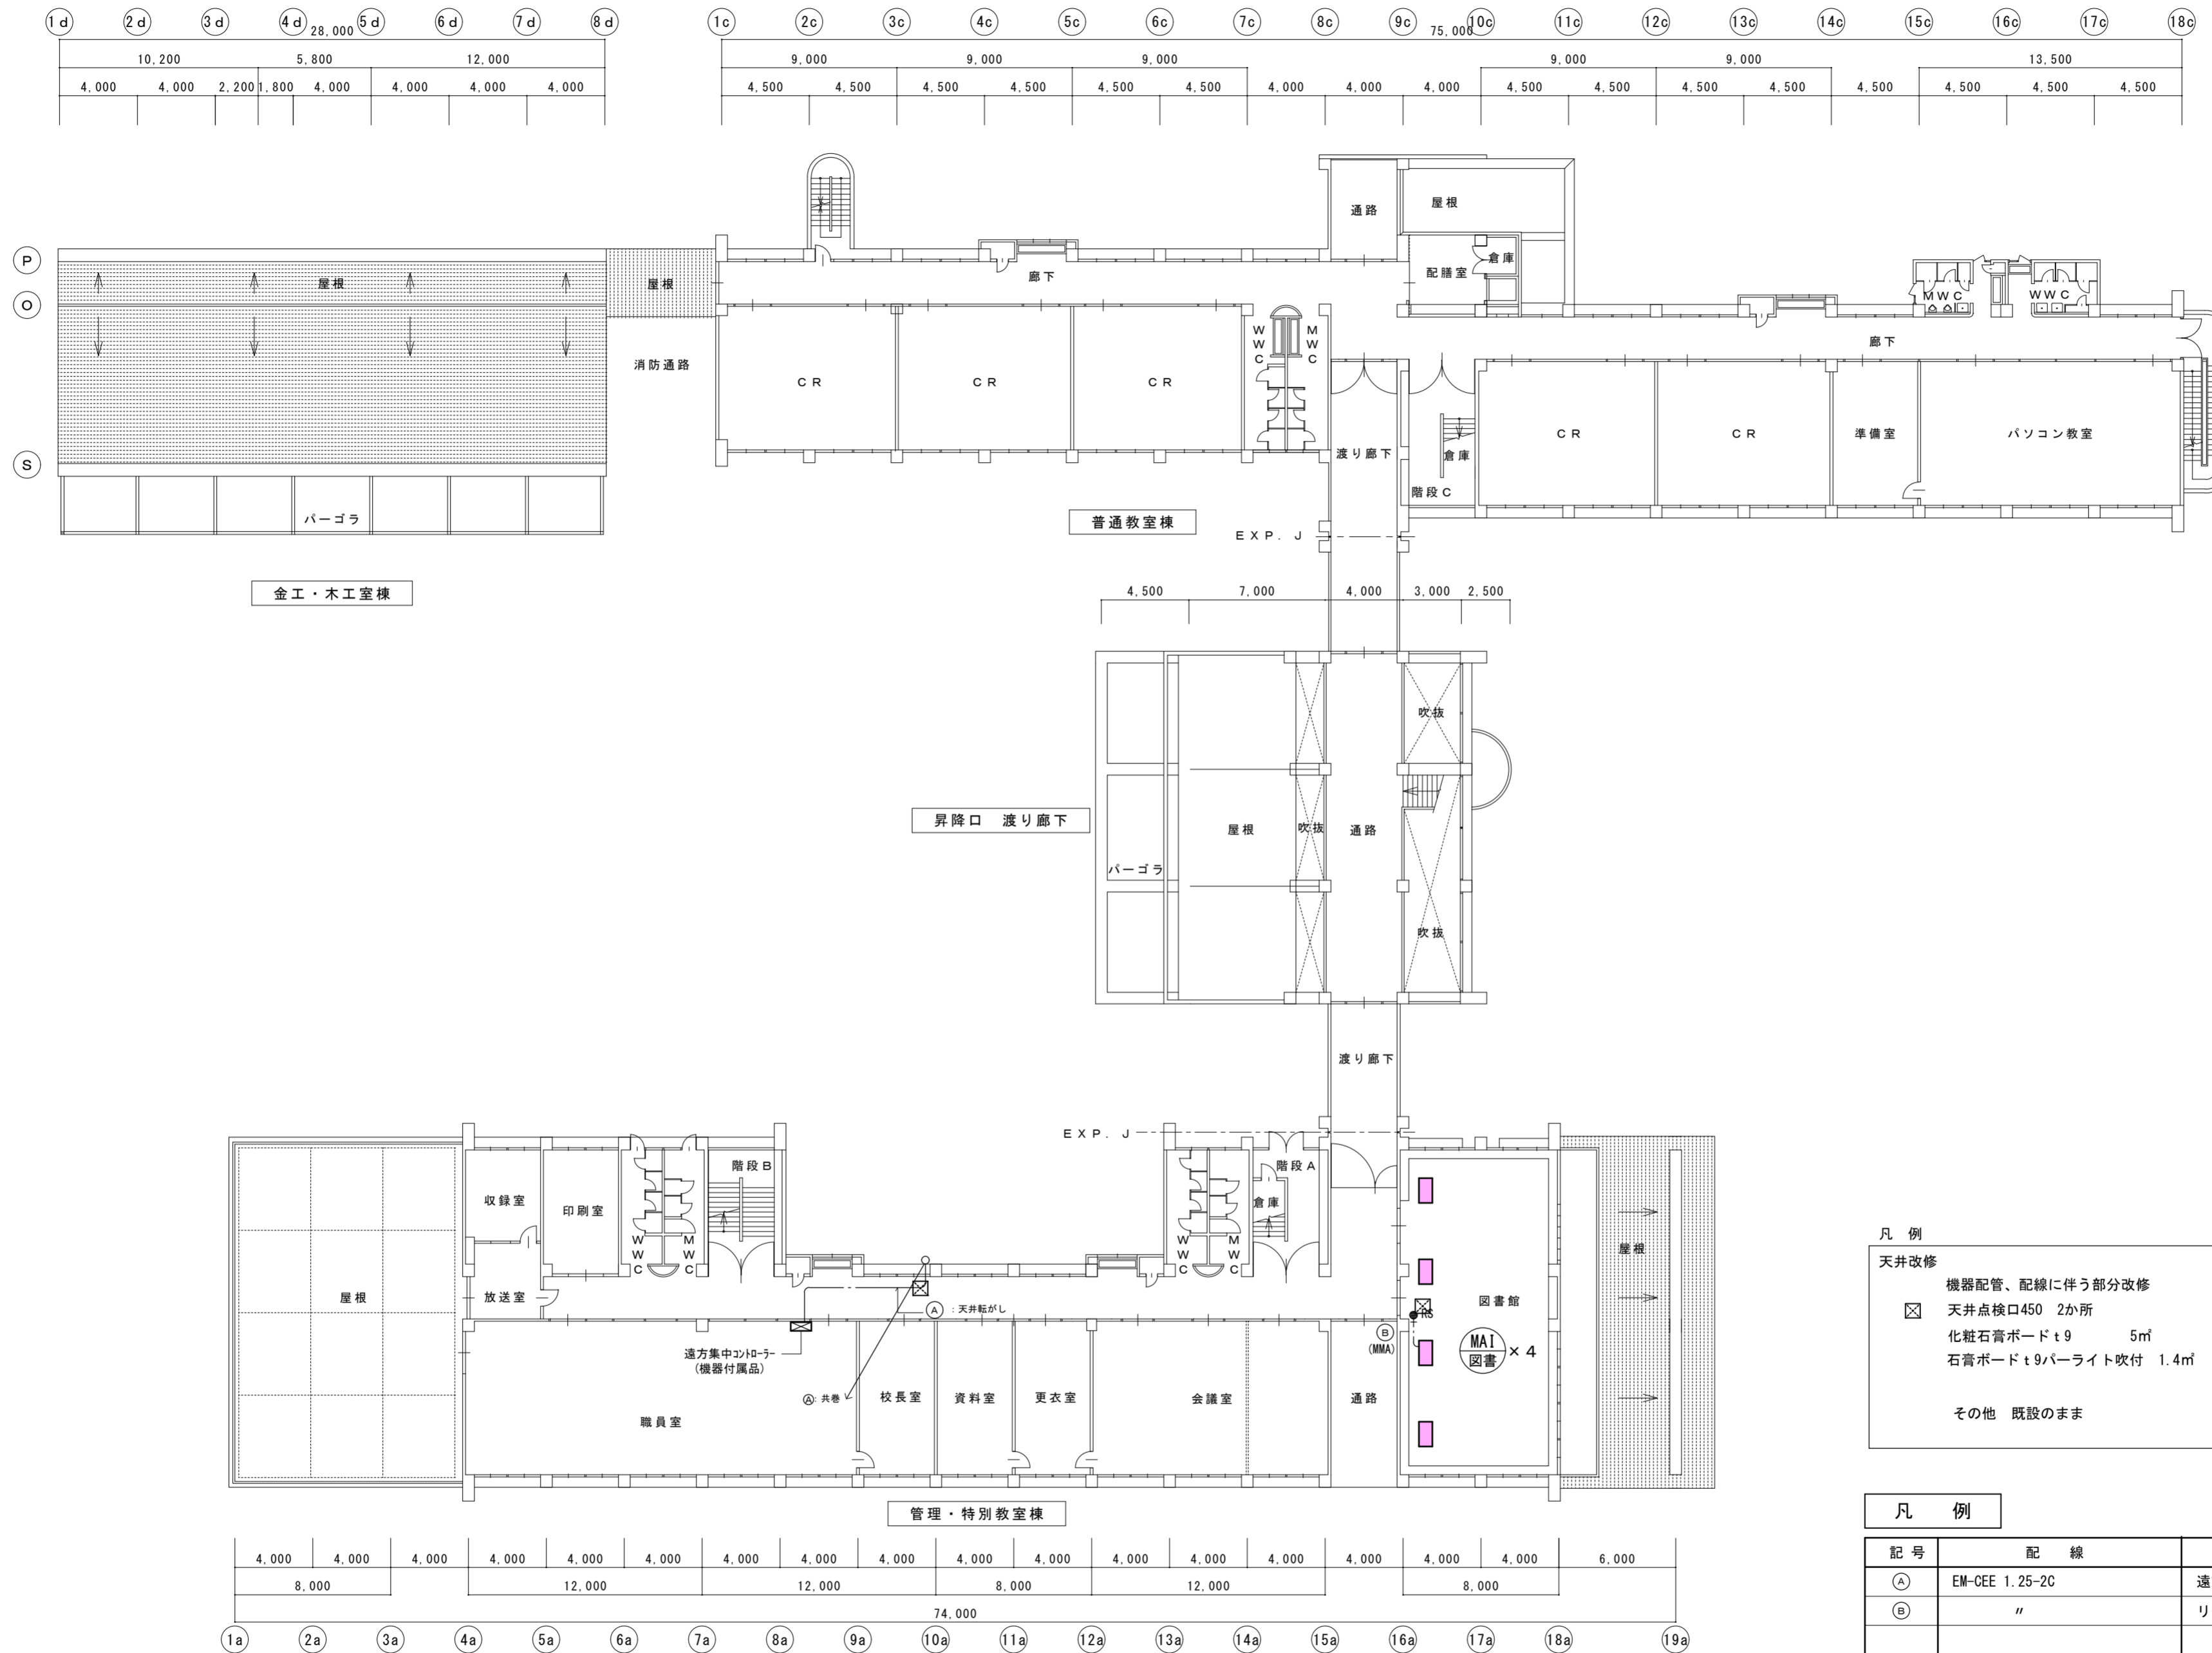 1d 2d 3d 4d 5d 6d 7d 8d 1c 2c 3c 4c 5c 6c 7c 8c 9c 10c 11c 12c 13c 14c 15c 16c 17c 18c
28,000 75,000
10,200 5,800 12,000 9,000 9,000 9,000 9,000 9,000 13,500
4,000 4,000 2,200 1,800 4,000 4,000 4,000 4,000 4,500 4,500 4,500 4,500 4,500 4,500 4,000 4,000 4,000 4,500 4,500 4,500 4,500 4,500 4,500 4,500 4,500
通路
屋根
P
屋根
屋根
廊下
配膳室
倉庫
MWC
WWC
O
消防通路
WWC
MWC
廊下
CR
CR
CR
CR
CR
準備室
パソコン教室
渡り廊下
倉庫
S
階段C
パーゴラ
普通教室棟
EXP. J
金工・木工室棟
4,500 7,000 4,000 3,000 2,500
吹抜
昇降口 渡り廊下
屋根
吹抜
通路
パーゴラ
吹抜
渡り廊下
EXP. J
階段B
階段A
収録室
印刷室
倉庫
WWC
MWC
WWC
MWC
屋根
屋根
放送室
A :天井転がし
図書館
RS
B
(MMA)
MAI
図書
×4
遠方集中コントローラー
(機器付属品)
A:共巻
校長室
資料室
更衣室
会議室
通路
職員室
管理・特別教室棟
凡 例
天井改修
機器配管、配線に伴う部分改修
天井点検口450 2か所
化粧石膏ボードt9 5㎡
石膏ボードt9パーライト吹付 1.4㎡
その他 既設のまま
凡 例
記号 配 線
A EM-CEE 1.25-2C 遠
B 〃 リ
4,000 4,000 4,000 4,000 4,000 4,000 4,000 4,000 4,000 4,000 4,000 4,000 4,000 4,000 4,000 4,000 4,000 6,000
8,000 12,000 12,000 8,000 12,000 8,000
74,000
1a 2a 3a 4a 5a 6a 7a 8a 9a 10a 11a 12a 13a 14a 15a 16a 17a 18a 19a